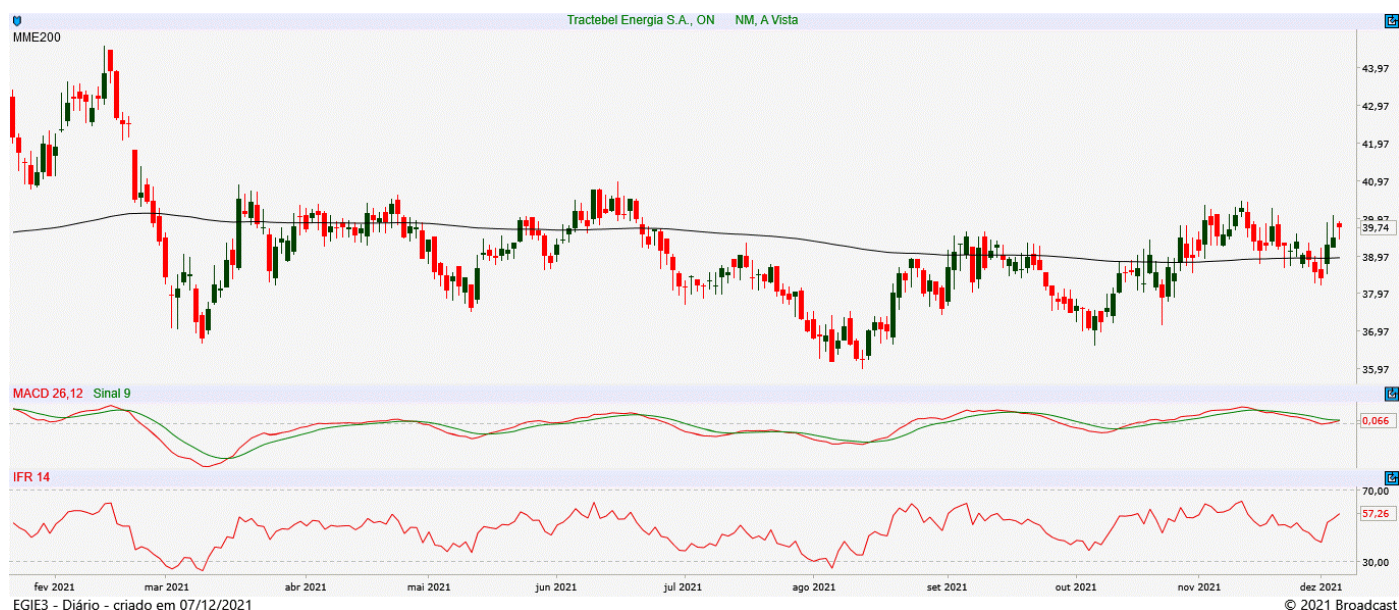 Tractebel Energia S.A., ON NM, A Vista
MME200
43,97
42,97
41,97
40,97
39,97
39,74
38,97
37,97
36,97
35,97
MACD 26,12 Sinal 9
0,066
IFR 14
70,00
57,26
30,00
fev 2021 mar 2021 abr 2021 mai 2021 jun 2021 jul 2021 ago 2021 set 2021 out 2021 nov 2021 dez 2021
EGIE3 - Diário - criado em 07/12/2021 © 2021 Broadcast